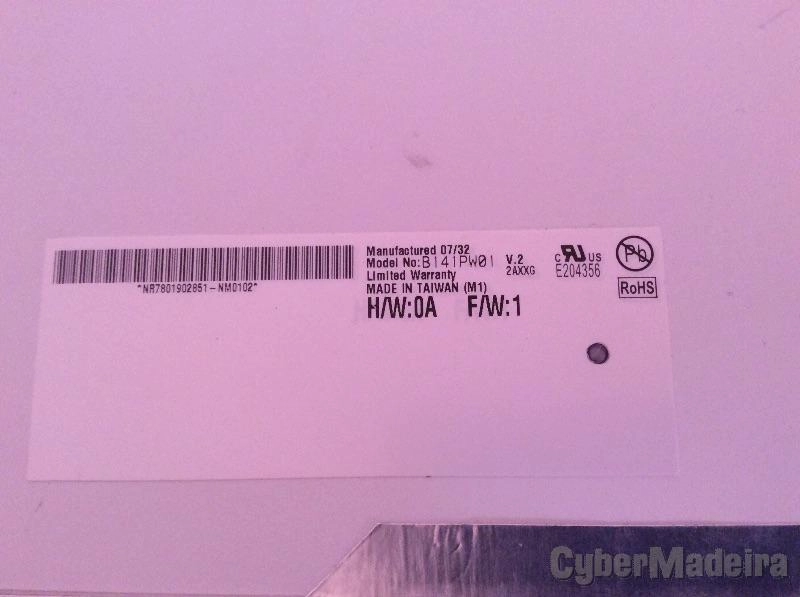 Manufactured 07/32
Model No:B141PW01 V.2
2AXXG
Limited Warranty
MADE IN TAIWAN (M1)
H/W:0A F/W:1
*NR7801902851-NM0102*
c RU US
E204356
Pb
RoHS
CyberMadeira